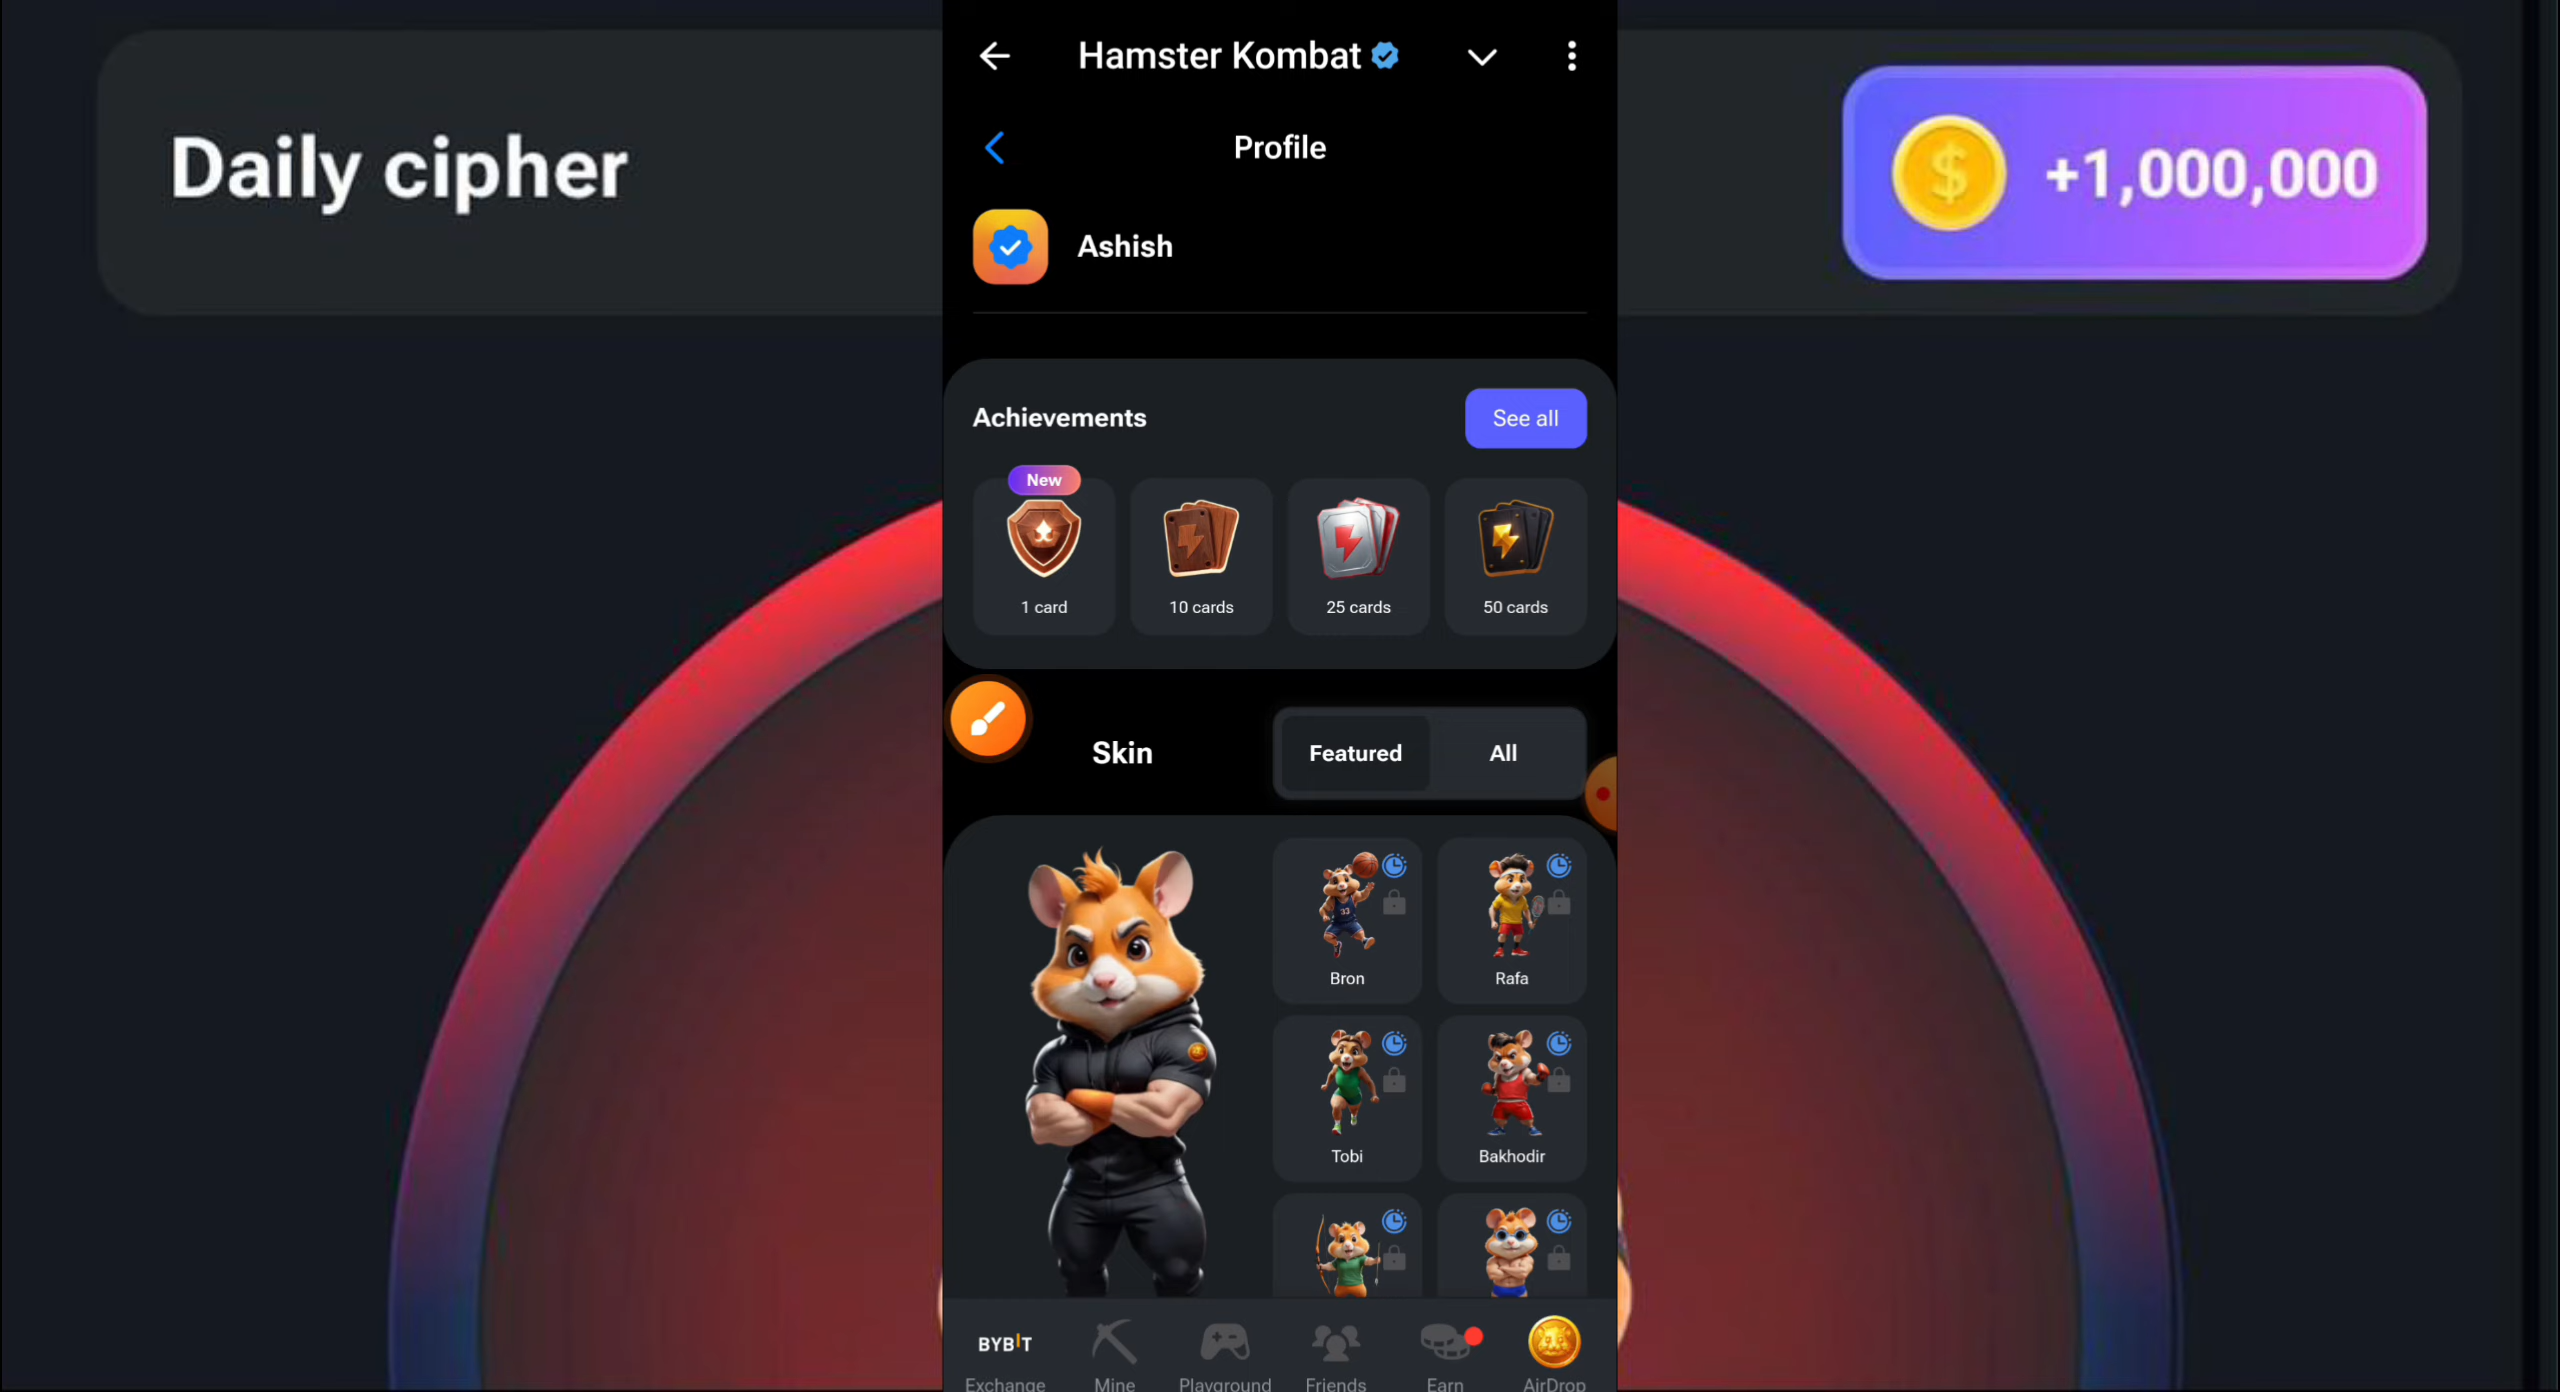 Hamster Kombat
Daily cipher
+1,000,000
Profile
Ashish
Achievements
See all
New
1 card
10 cards
25 cards
50 cards
Skin
Featured
All
33
Bron
Rafa
Tobi
Bakhodir
BYBIT
Exchange
Mine
Playground
Friends
Earn
AirDrop